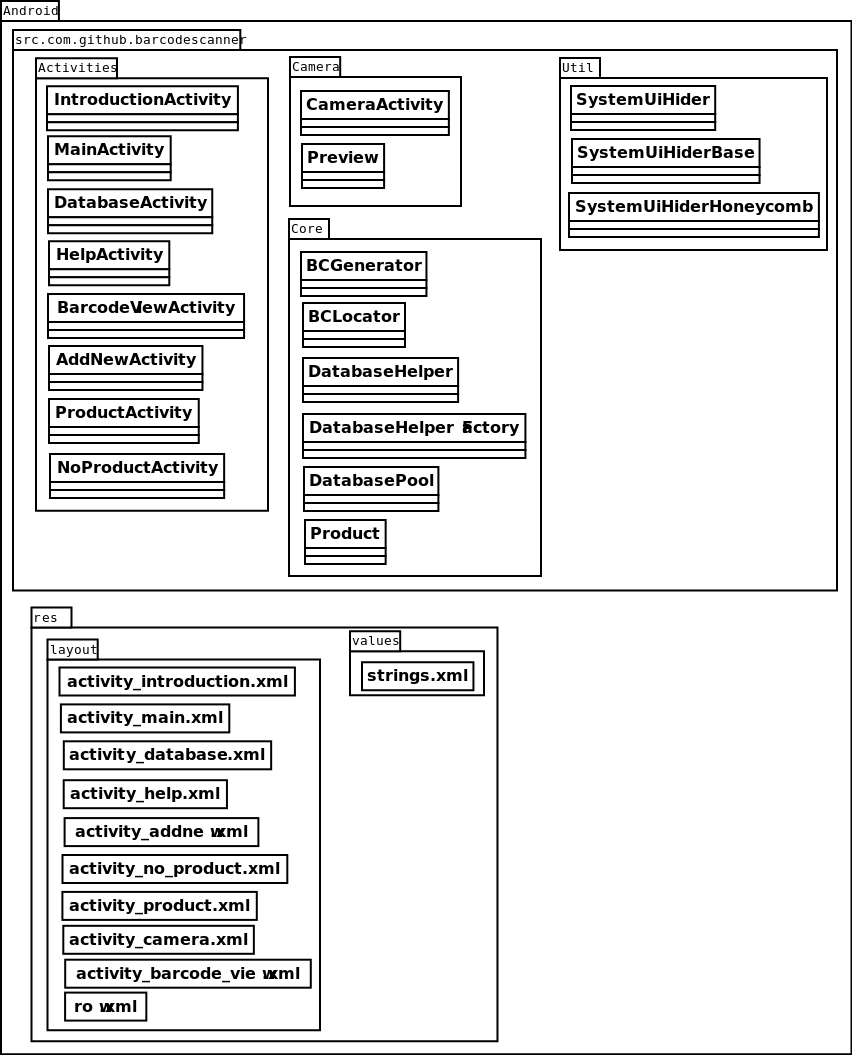 Android
src.com.github.barcodescanner
Activities
IntroductionActivity
MainActivity
DatabaseActivity
HelpActivity
BarcodeViewActivity
AddNewActivity
ProductActivity
NoProductActivity
Camera
CameraActivity
Preview
Core
BCGenerator
BCLocator
DatabaseHelper
DatabaseHelperFactory
DatabasePool
Product
Util
SystemUiHider
SystemUiHiderBase
SystemUiHiderHoneycomb
res
layout
activity_introduction.xml
activity_main.xml
activity_database.xml
activity_help.xml
activity_addnew.xml
activity_no_product.xml
activity_product.xml
activity_camera.xml
activity_barcode_view.xml
row.xml
values
strings.xml